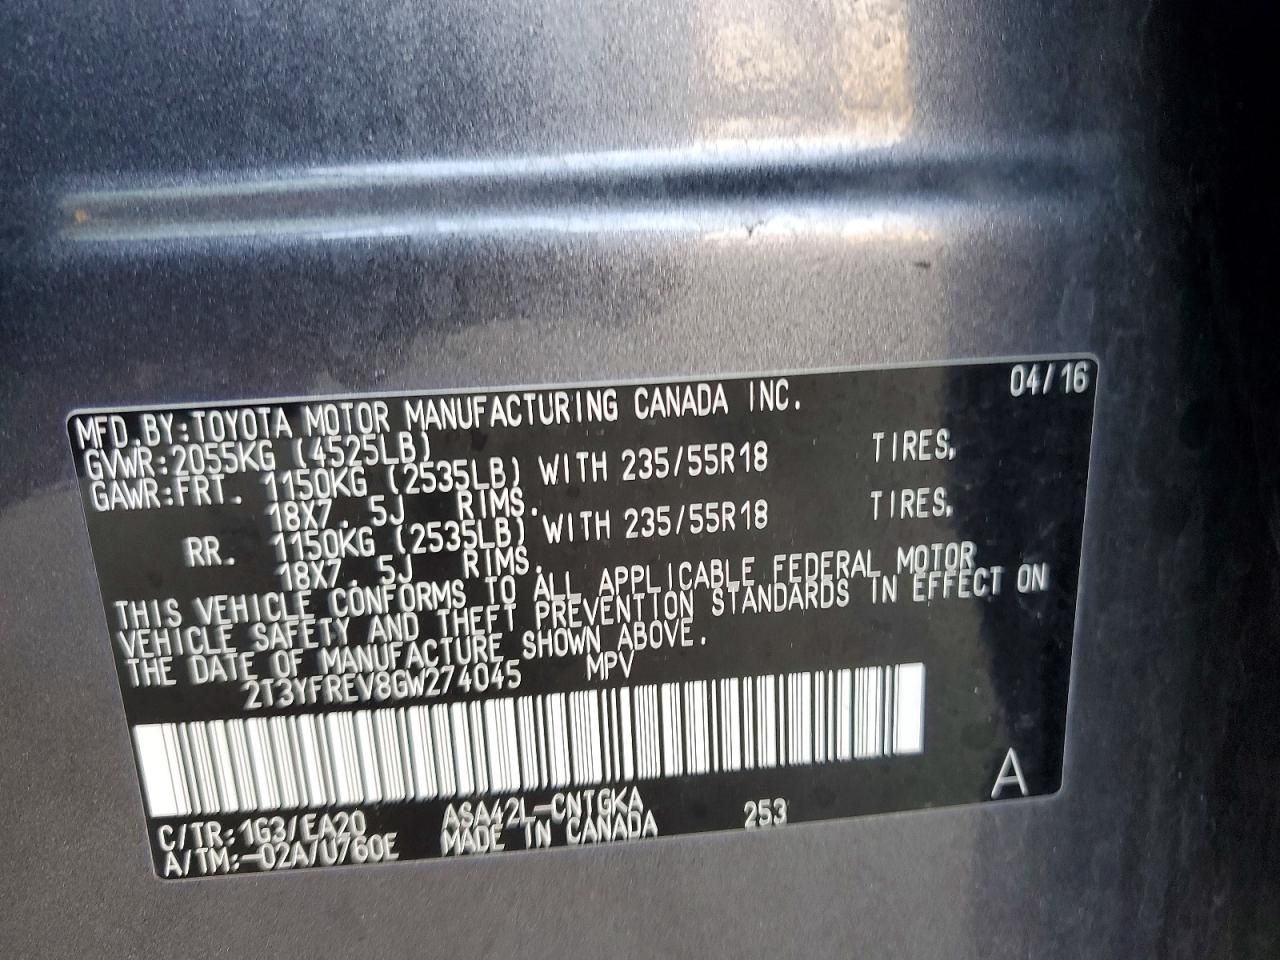 MFD.BY:TOYOTA MOTOR MANUFACTURING CANADA INC. 04/16
GVWR:2055KG (4525LB)
GAWR:FRT. 1150KG (2535LB) WITH 235/55R18 TIRES,
18X7. 5J RIMS.
RR. 1150KG (2535LB) WITH 235/55R18 TIRES,
18X7. 5J RIMS.
THIS VEHICLE CONFORMS TO ALL APPLICABLE FEDERAL MOTOR
VEHICLE SAFETY AND THEFT PREVENTION STANDARDS IN EFFECT ON
THE DATE OF MANUFACTURE SHOWN ABOVE.
2T3YFREV8GW274045 MPV
A
C/TR:1G3/EA20 ASA42L-CNTGKA 253
A/TM:-02A/U760E MADE IN CANADA